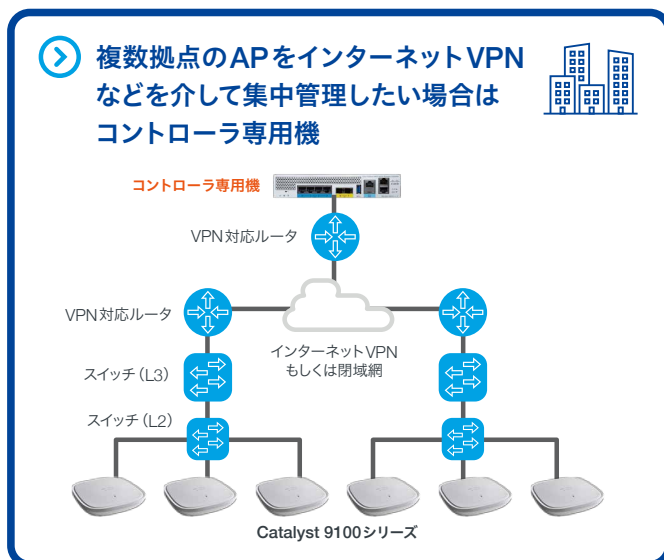 複数拠点のAPをインターネットVPN
などを介して集中管理したい場合は
コントローラ専用機
コントローラ専用機
VPN対応ルータ
VPN対応ルータ
インターネットVPN
もしくは閉域網
スイッチ(L3)
スイッチ(L2)
Catalyst 9100シリーズ